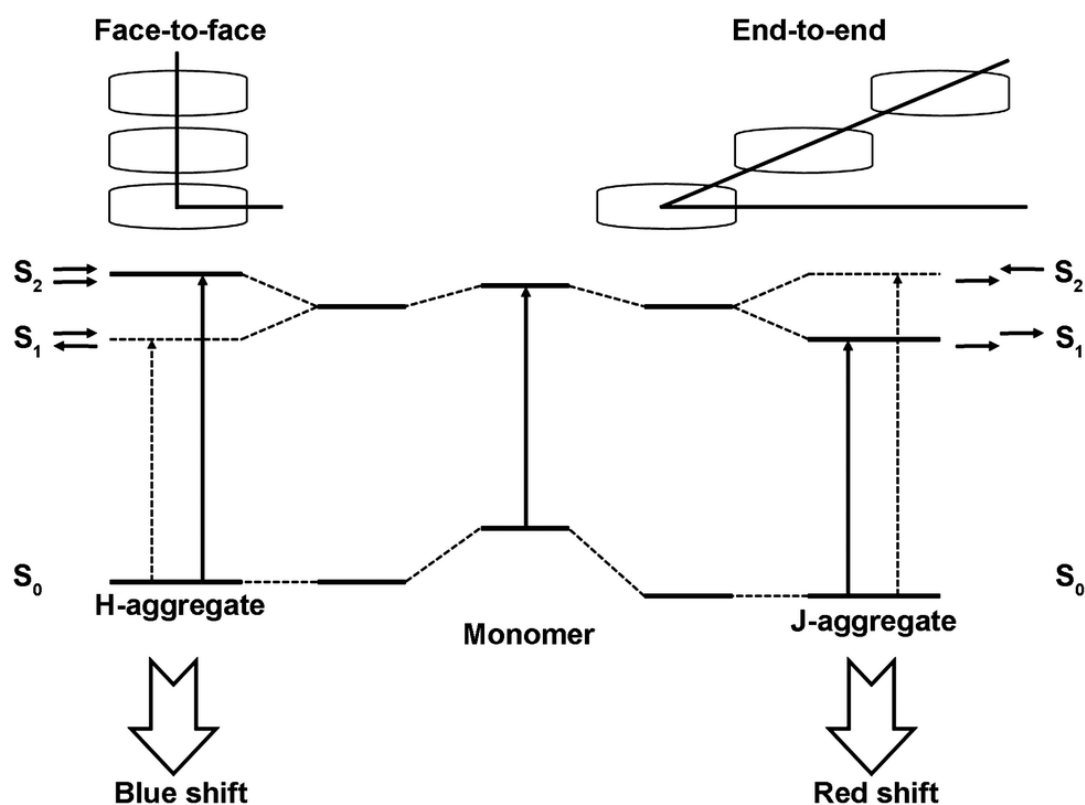 Face-to-face
End-to-end
S₂
S₂
S₁
S₁
S₀
S₀
H-aggregate
Monomer
J-aggregate
Blue shift
Red shift